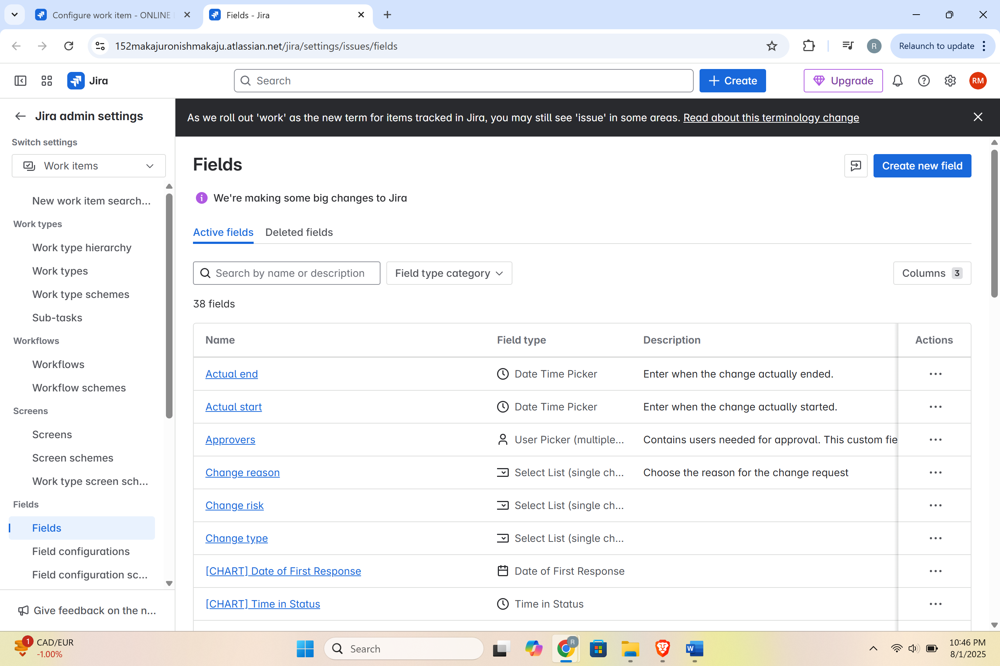 Configure work item - ONLINE
Fields - Jira
152makajuronishmakaju.atlassian.net/jira/settings/issues/fields
R
Relaunch to update
Jira
Search
Create
Upgrade
RM
Jira admin settings
Switch settings
Work items
New work item search...
Work types
Work type hierarchy
Work types
Work type schemes
Sub-tasks
Workflows
Workflows
Workflow schemes
Screens
Screens
Screen schemes
Work type screen sch...
Fields
Fields
Field configurations
Field configuration sc...
Give feedback on the n...
As we roll out 'work' as the new term for items tracked in Jira, you may still see 'issue' in some areas. Read about this terminology change
Fields
Create new field
We're making some big changes to Jira
Active fields
Deleted fields
Search by name or description
Field type category
Columns 3
38 fields
Name Field type Description Actions
Actual end Date Time Picker Enter when the change actually ended.
Actual start Date Time Picker Enter when the change actually started.
Approvers User Picker (multiple... Contains users needed for approval. This custom fie
Change reason Select List (single ch... Choose the reason for the change request
Change risk Select List (single ch...
Change type Select List (single ch...
[CHART] Date of First Response Date of First Response
[CHART] Time in Status Time in Status
1
CAD/EUR
-1.00%
Search
R
W
10:46 PM
8/1/2025